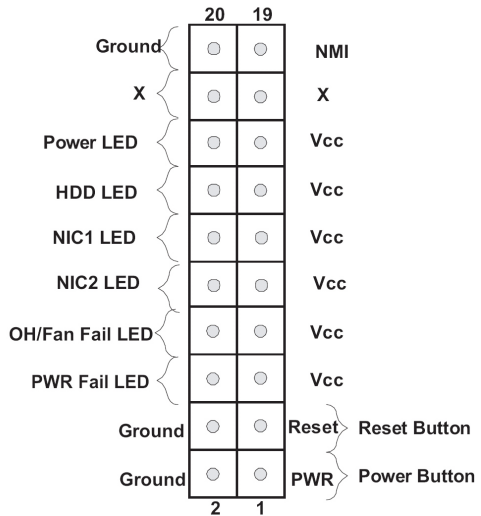 20 19
Ground NMI
X X
Power LED Vcc
HDD LED Vcc
NIC1 LED Vcc
NIC2 LED Vcc
OH/Fan Fail LED Vcc
PWR Fail LED Vcc
Ground Reset Reset Button
Ground PWR Power Button
2 1